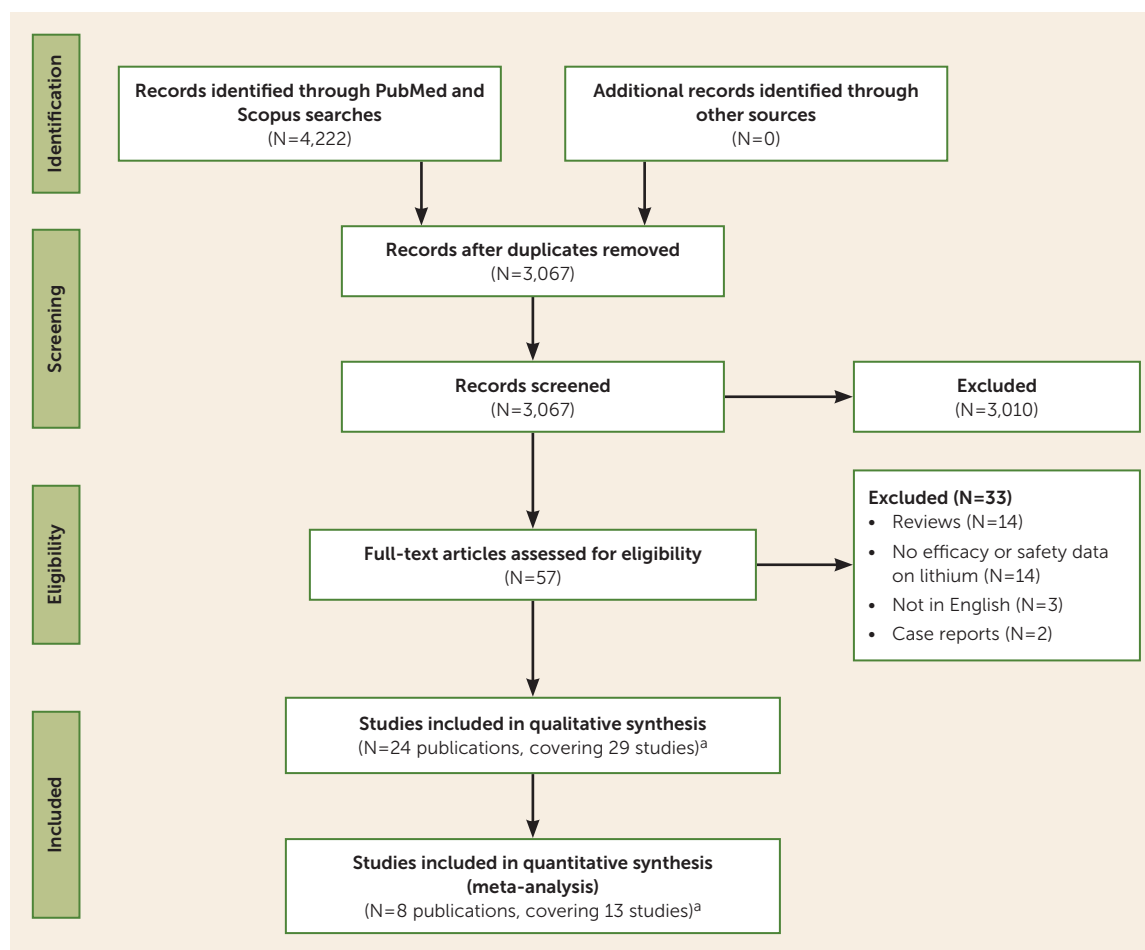 Identification
Records identified through PubMed and
Scopus searches
(N=4,222)
Additional records identified through
other sources
(N=0)
Screening
Records after duplicates removed
(N=3,067)
Records screened
(N=3,067)
Excluded
(N=3,010)
Eligibility
Full-text articles assessed for eligibility
(N=57)
Excluded (N=33)
• Reviews (N=14)
• No efficacy or safety data
on lithium (N=14)
• Not in English (N=3)
• Case reports (N=2)
Included
Studies included in qualitative synthesis
(N=24 publications, covering 29 studies)a
Studies included in quantitative synthesis
(meta-analysis)
(N=8 publications, covering 13 studies)a